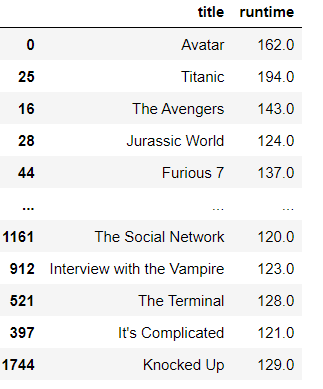 title runtime
0 Avatar 162.0
25 Titanic 194.0
16 The Avengers 143.0
28 Jurassic World 124.0
44 Furious 7 137.0
... ... ...
1161 The Social Network 120.0
912 Interview with the Vampire 123.0
521 The Terminal 128.0
397 It's Complicated 121.0
1744 Knocked Up 129.0